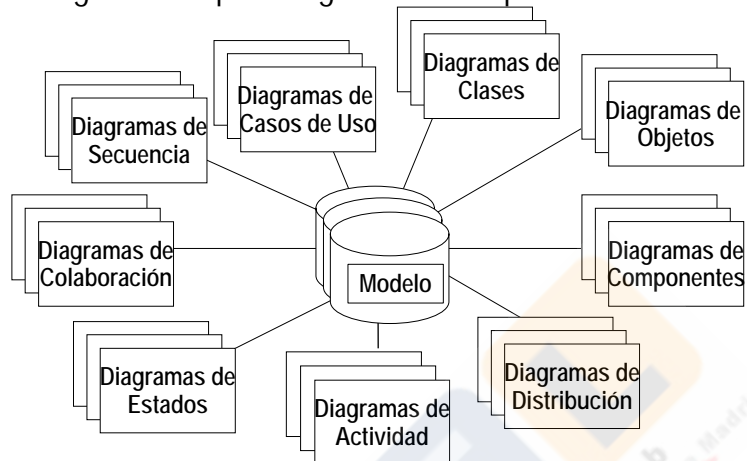 Diagramas de
Casos de Uso
Diagramas de
Clases
Diagramas de
Secuencia
Diagramas de
Objetos
Diagramas de
Colaboración
Modelo
Diagramas de
Componentes
Diagramas de
Estados
Diagramas de
Actividad
Diagramas de
Distribución